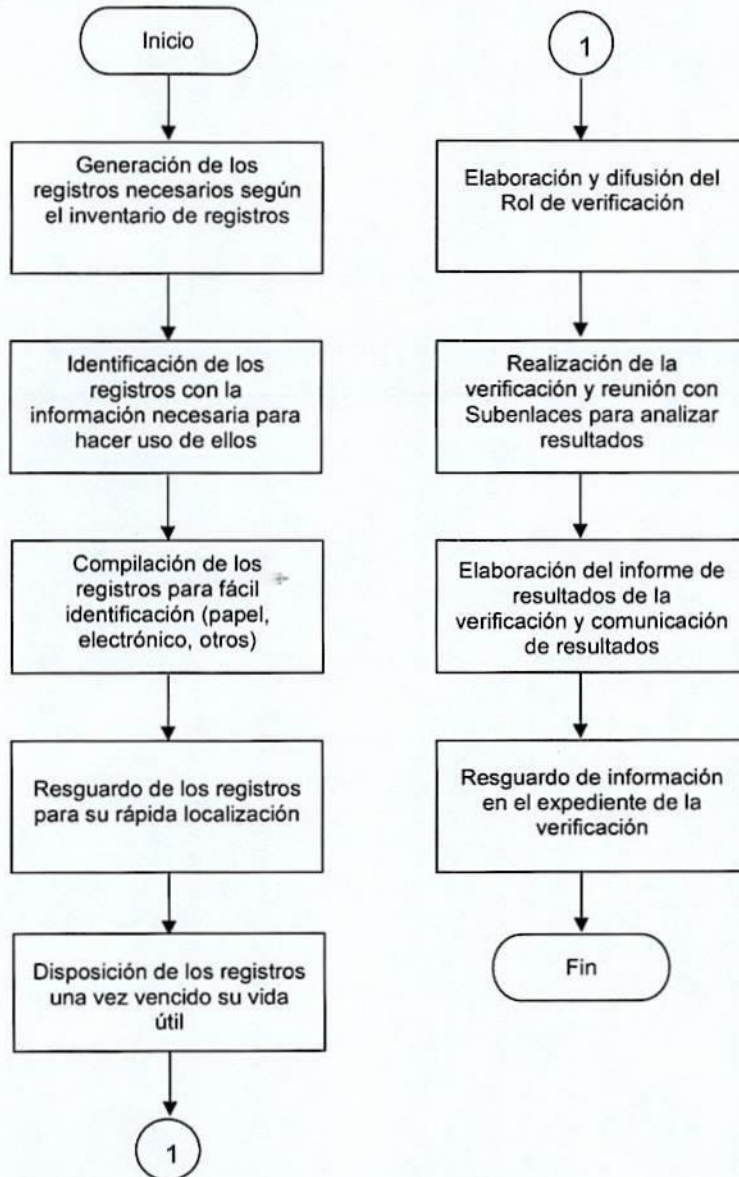 Inicio
Generación de los
registros necesarios según
el inventario de registros
Identificación de los
registros con la
información necesaria para
hacer uso de ellos
Compilación de los
registros para fácil
identificación (papel,
electrónico, otros)
Resguardo de los registros
para su rápida localización
Disposición de los registros
una vez vencido su vida
útil
1
1
Elaboración y difusión del
Rol de verificación
Realización de la
verificación y reunión con
Subenlaces para analizar
resultados
Elaboración del informe de
resultados de la
verificación y comunicación
de resultados
Resguardo de información
en el expediente de la
verificación
Fin